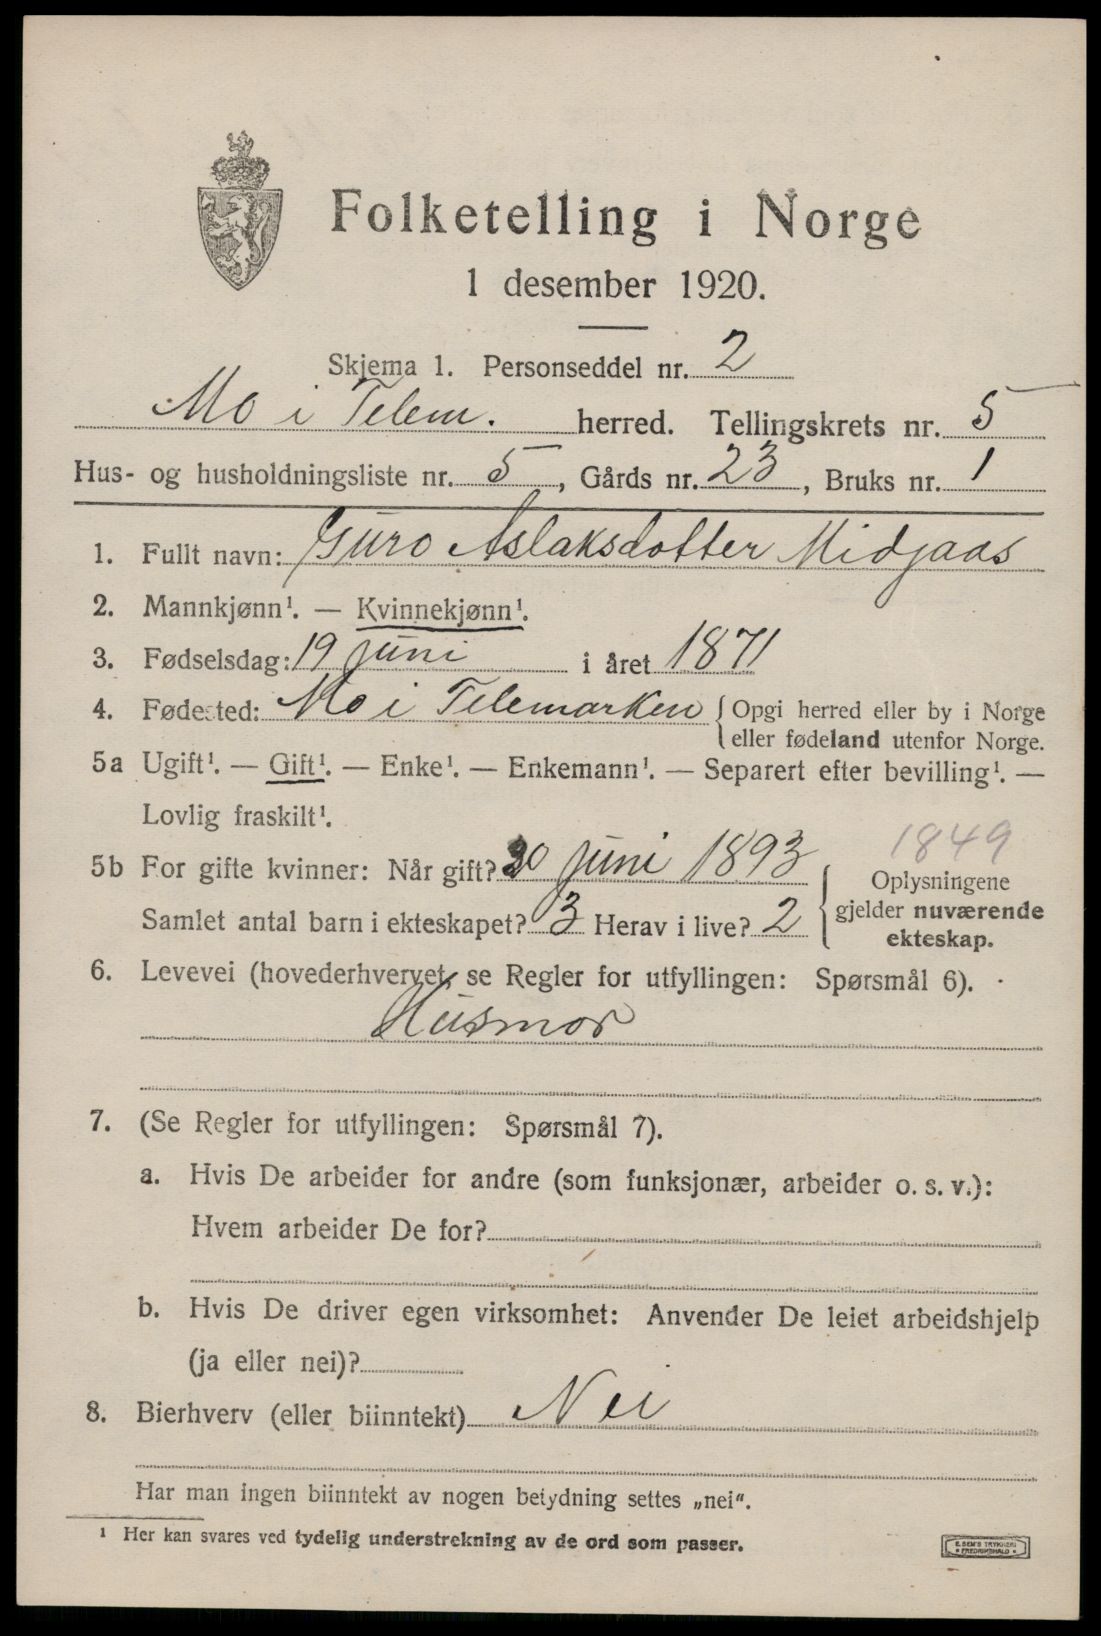 Folketelling i Norge
1 desember 1920.
Skjema 1. Personseddel nr. 2
Mo i Telem. herred. Tellingskrets nr. 5
Hus- og husholdningsliste nr. 5, Gårds nr. 23, Bruks nr. 1
1. Fullt navn: Guro Aslaksdotter Midjaas
2. Mannkjønn¹. — Kvinnekjønn¹.
3. Fødselsdag: 19 juni i året 1871
4. Fødested: Mo i Telemarken { Opgi herred eller by i Norge
eller fødeland utenfor Norge.
5a Ugift¹. — Gift¹. — Enke¹. — Enkemann¹. — Separert efter bevilling¹. —
Lovlig fraskilt¹.
1849
5b For gifte kvinner: Når gift? 30 juni 1893
Samlet antal barn i ekteskapet? 3 Herav i live? 2
Oplysningene
gjelder nuværende
ekteskap.
6. Levevei (hovederhvervet, se Regler for utfyllingen: Spørsmål 6).
Husmor
7. (Se Regler for utfyllingen: Spørsmål 7).
a. Hvis De arbeider for andre (som funksjonær, arbeider o. s. v.):
Hvem arbeider De for?
b. Hvis De driver egen virksomhet: Anvender De leiet arbeidshjelp
(ja eller nei)?
8. Bierhverv (eller biinntekt) Nei
Har man ingen biinntekt av nogen betydning settes „nei".
¹ Her kan svares ved tydelig understrekning av de ord som passer.
E. SEM'S TRYKKERI
FREDRIKSHALD